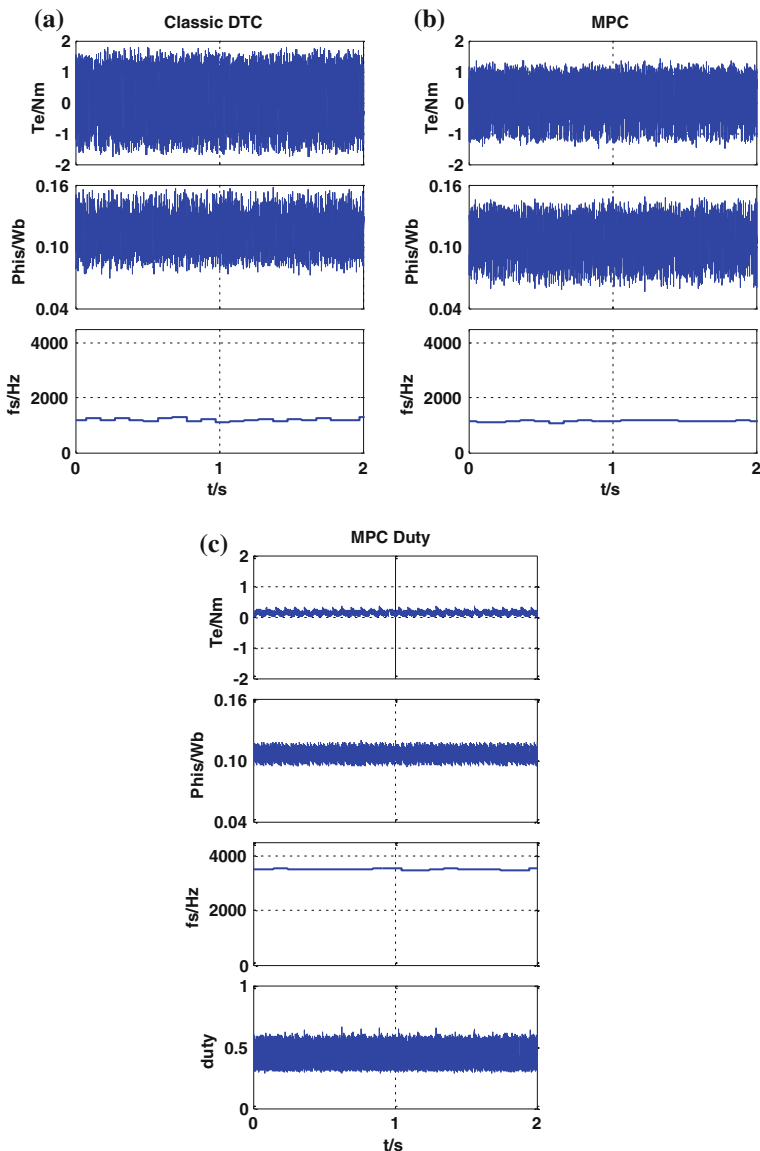 (a)
Classic DTC
2
1
0
-1
-2
Te/Nm
0.16
0.10
0.04
Phis/Wb
4000
2000
0
fs/Hz
0 1 2
t/s
(b)
MPC
2
1
0
-1
-2
Te/Nm
0.16
0.10
0.04
Phis/Wb
4000
2000
0
fs/Hz
0 1 2
t/s
(c)
MPC Duty
2
1
0
-1
-2
Te/Nm
0.16
0.10
0.04
Phis/Wb
4000
2000
0
fs/Hz
1
0.5
0
duty
0 1 2
t/s